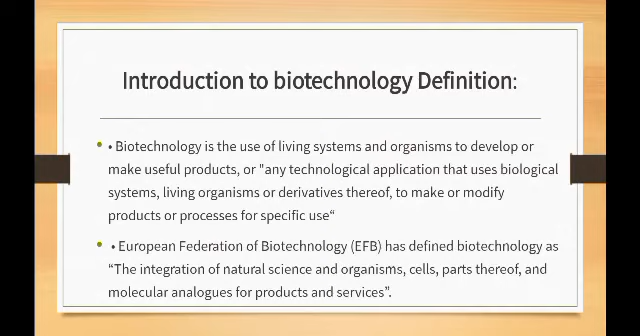 Introduction to biotechnology Definition:
• • Biotechnology is the use of living systems and organisms to develop or
make useful products, or "any technological application that uses biological
systems, living organisms or derivatives thereof, to make or modify
products or processes for specific use“
• • European Federation of Biotechnology (EFB) has defined biotechnology as
“The integration of natural science and organisms, cells, parts thereof, and
molecular analogues for products and services”.